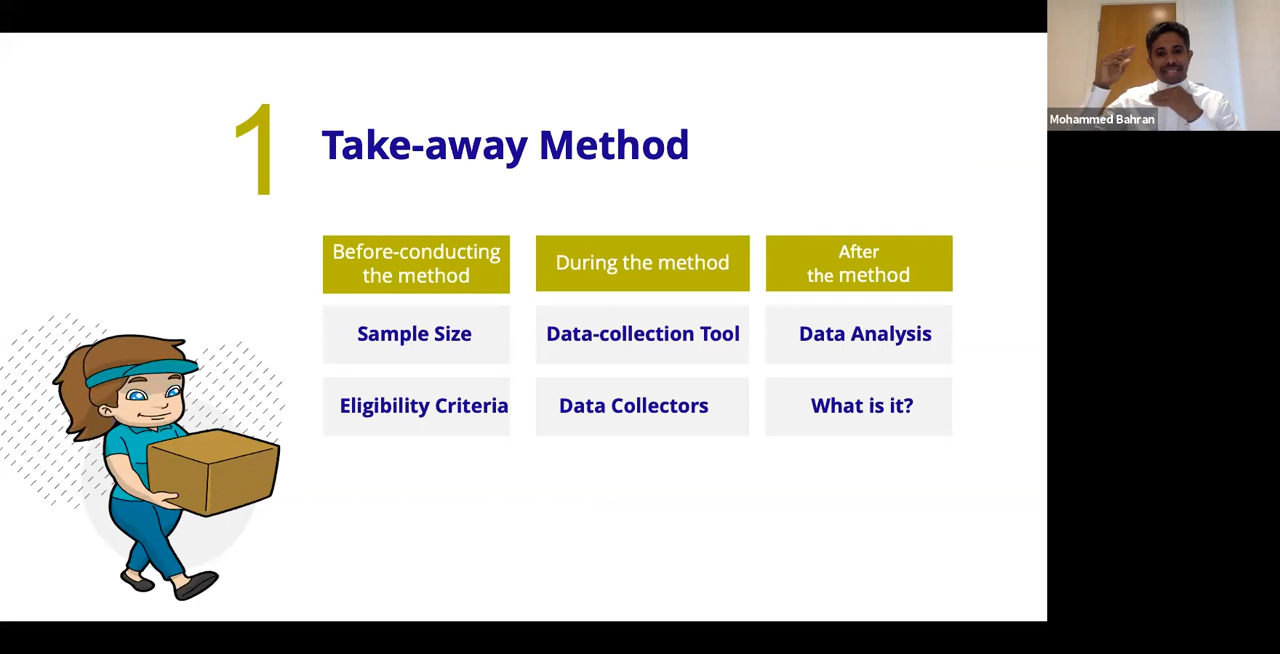 1
Take-away Method
Before-conducting
the method
During the method
After
the method
Sample Size
Data-collection Tool
Data Analysis
Eligibility Criteria
Data Collectors
What is it?
Mohammed Bahran